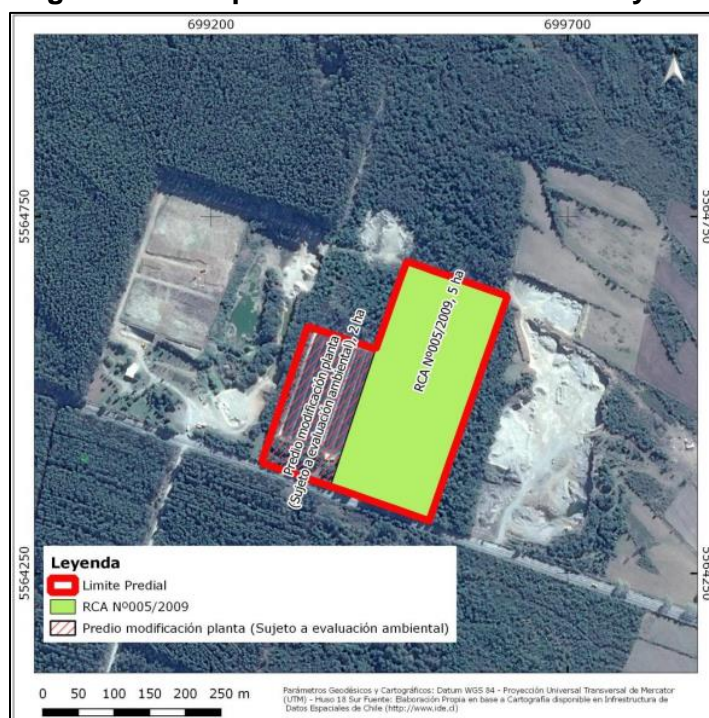 699200 699700
5564750 5564750
RCA Nº005/2009, 5 ha
Predio modificación planta
(Sujeto a evaluación ambiental), 2 ha
Leyenda
Limite Predial
RCA Nº005/2009
Predio modificación planta (Sujeto a evaluación ambiental)
5564250 5564250
0 50 100 150 200 250 m
Parámetros Geodésicos y Cartográficos: Datum WGS 84 - Proyección Universal Transversal de Mercator
(UTM) - Huso 18 Sur Fuente: Elaboración Propia en base a Cartografía disponible en Infraestructura de
Datos Espaciales de Chile (http://www.ide.cl)